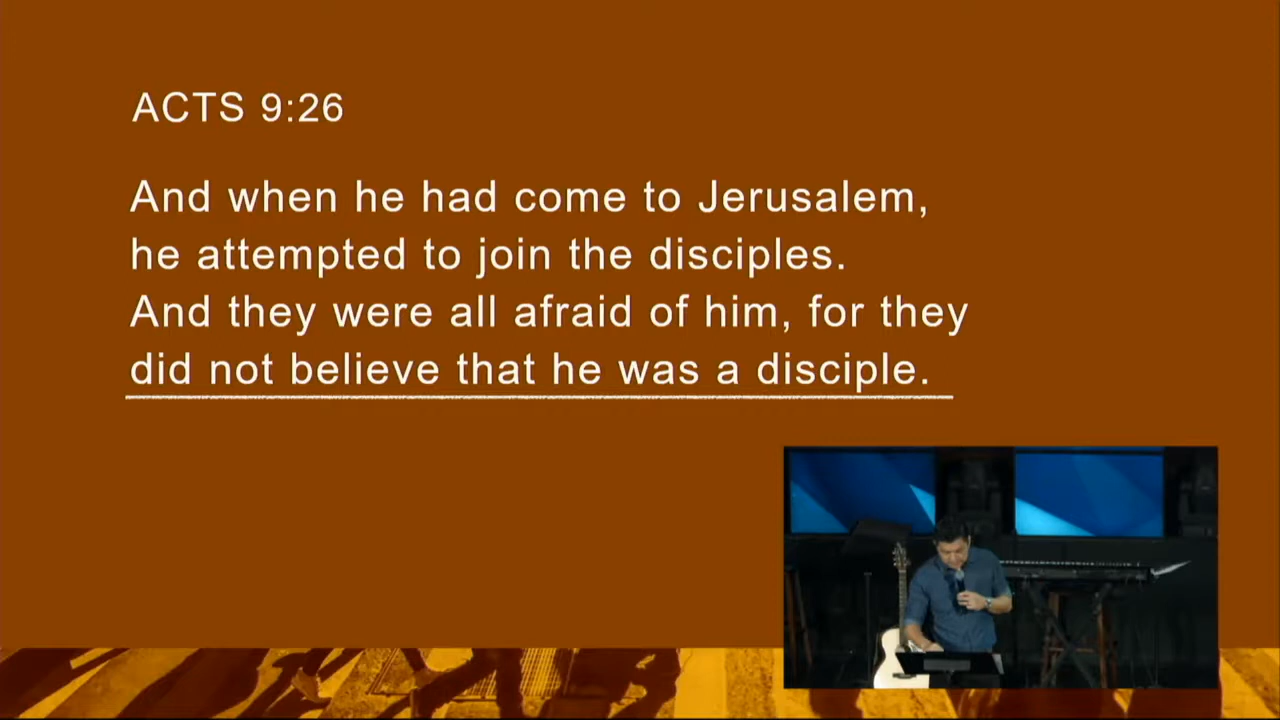 ACTS 9:26
And when he had come to Jerusalem,
he attempted to join the disciples.
And they were all afraid of him, for they
did not believe that he was a disciple.